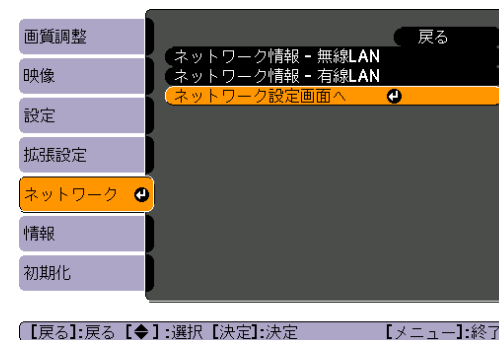 画質調整
映像
設定
拡張設定
ネットワーク
情報
初期化
戻る
ネットワーク情報 - 無線LAN
ネットワーク情報 - 有線LAN
ネットワーク設定画面へ
【戻る】:戻る 【◆】:選択 【決定】:決定 【メニュー】:終了